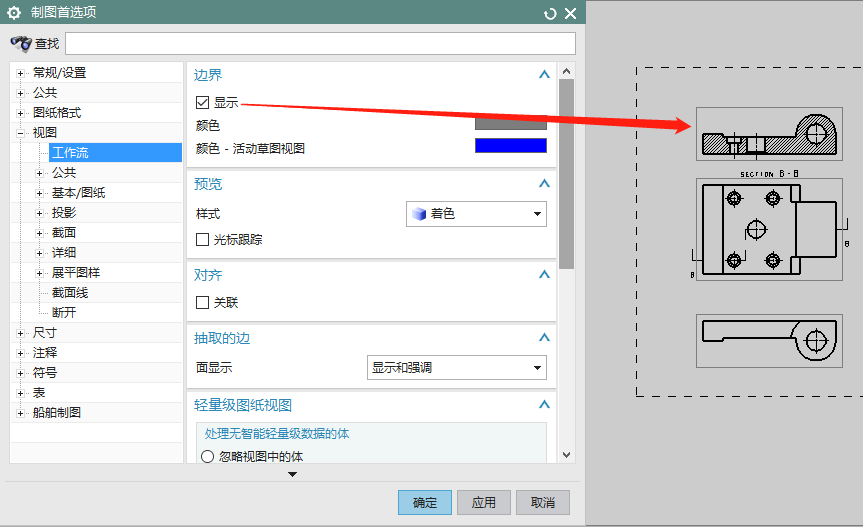 制图首选项
查找
常规/设置
公共
图纸格式
视图
工作流
公共
基本/图纸
投影
截面
详细
展平图样
截面线
断开
尺寸
注释
符号
表
船舶制图
边界
显示
颜色
颜色 - 活动草图视图
预览
样式
着色
光标跟踪
对齐
关联
抽取的边
面显示
显示和强调
轻量级图纸视图
处理无智能轻量级数据的体
忽略视图中的体
确定
应用
取消
SECTION B - B
B
B